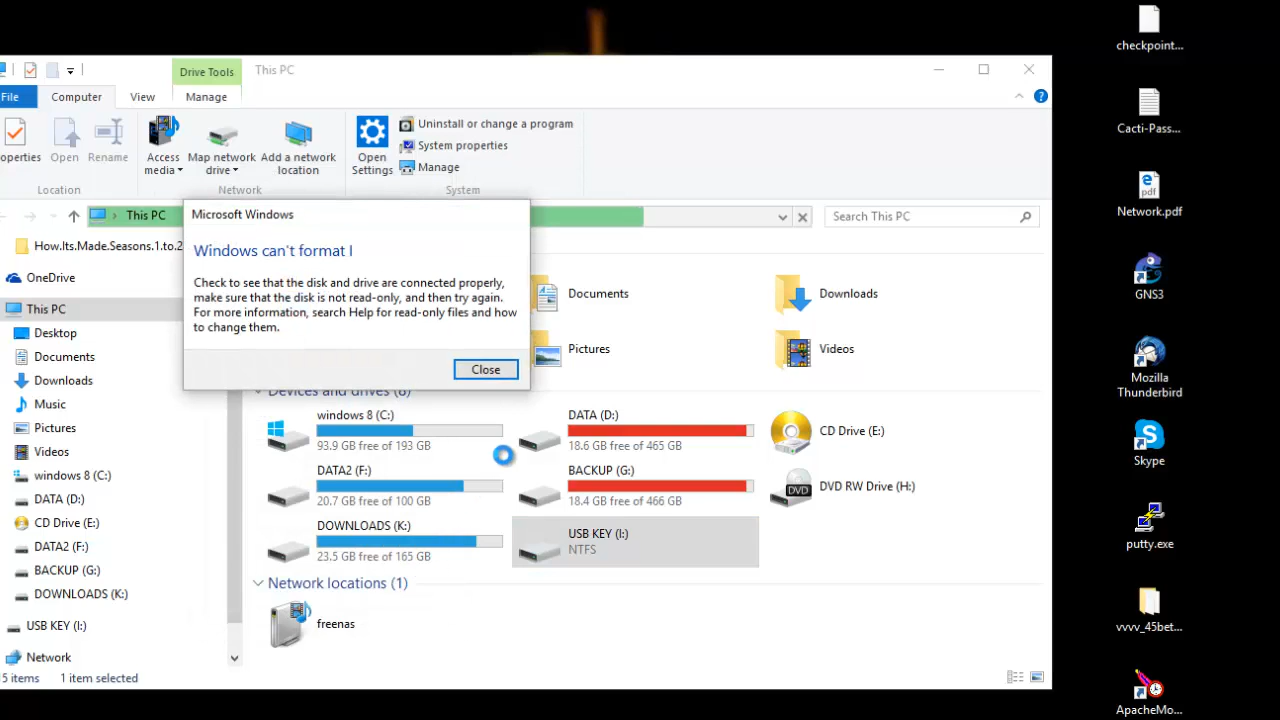 Drive Tools
This PC
File
Computer
View
Manage
operties
Open
Rename
Access media
Map network drive
Add a network location
Open Settings
Uninstall or change a program
System properties
Manage
Location
Network
System
This PC
Search This PC
Microsoft Windows
Windows can't format I
Check to see that the disk and drive are connected properly,
make sure that the disk is not read-only, and then try again.
For more information, search Help for read-only files and how
to change them.
Close
How.Its.Made.Seasons.1.to.2
OneDrive
This PC
Desktop
Documents
Downloads
Music
Pictures
Videos
windows 8 (C:)
DATA (D:)
CD Drive (E:)
DATA2 (F:)
BACKUP (G:)
DOWNLOADS (K:)
USB KEY (I:)
Network
Documents
Downloads
Pictures
Videos
Devices and drives (8)
windows 8 (C:)
93.9 GB free of 193 GB
DATA (D:)
18.6 GB free of 465 GB
CD Drive (E:)
DATA2 (F:)
20.7 GB free of 100 GB
BACKUP (G:)
18.4 GB free of 466 GB
DVD
DVD RW Drive (H:)
DOWNLOADS (K:)
23.5 GB free of 165 GB
USB KEY (I:)
NTFS
Network locations (1)
freenas
5 items
1 item selected
checkpoint...
Cacti-Pass...
Network.pdf
GNS3
Mozilla
Thunderbird
Skype
putty.exe
vvvv_45bet...
ApacheMo...